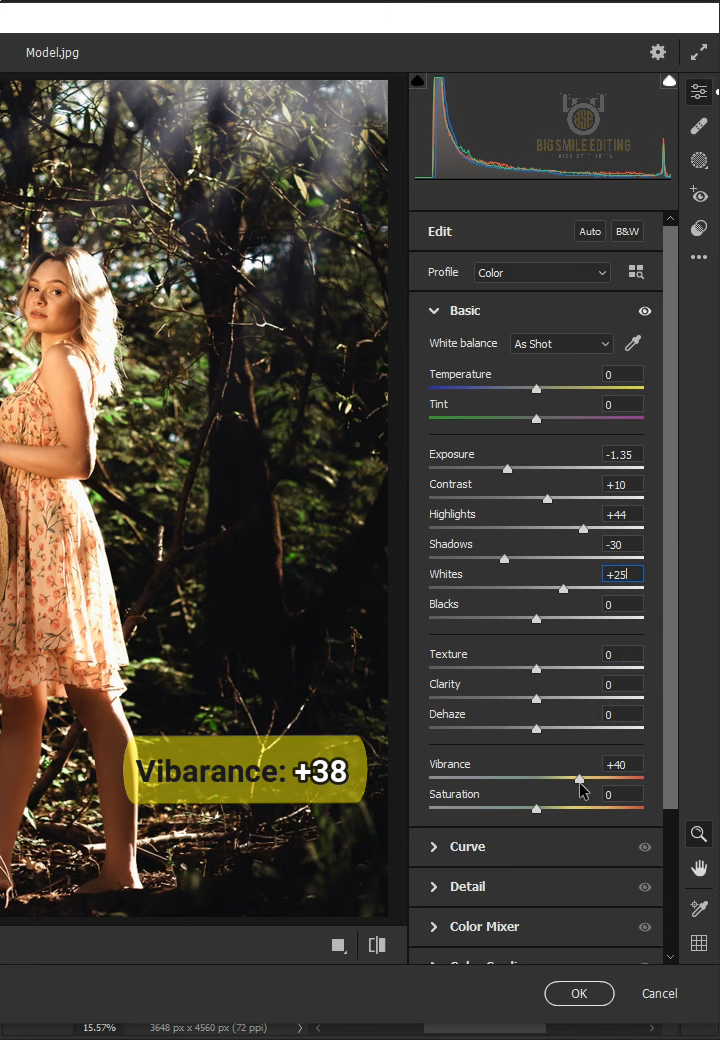 Model.jpg
BIG SMILE EDITING
Edit
Auto
B&W
Profile
Color
Basic
White balance
As Shot
Temperature
0
Tint
0
Exposure
-1.35
Contrast
+10
Highlights
+44
Shadows
-30
Whites
+25
Blacks
0
Texture
0
Clarity
0
Dehaze
0
Vibarance: +38
Vibrance
+40
Saturation
0
Curve
Detail
Color Mixer
OK
Cancel
15.57%
3648 px x 4560 px (72 ppi)